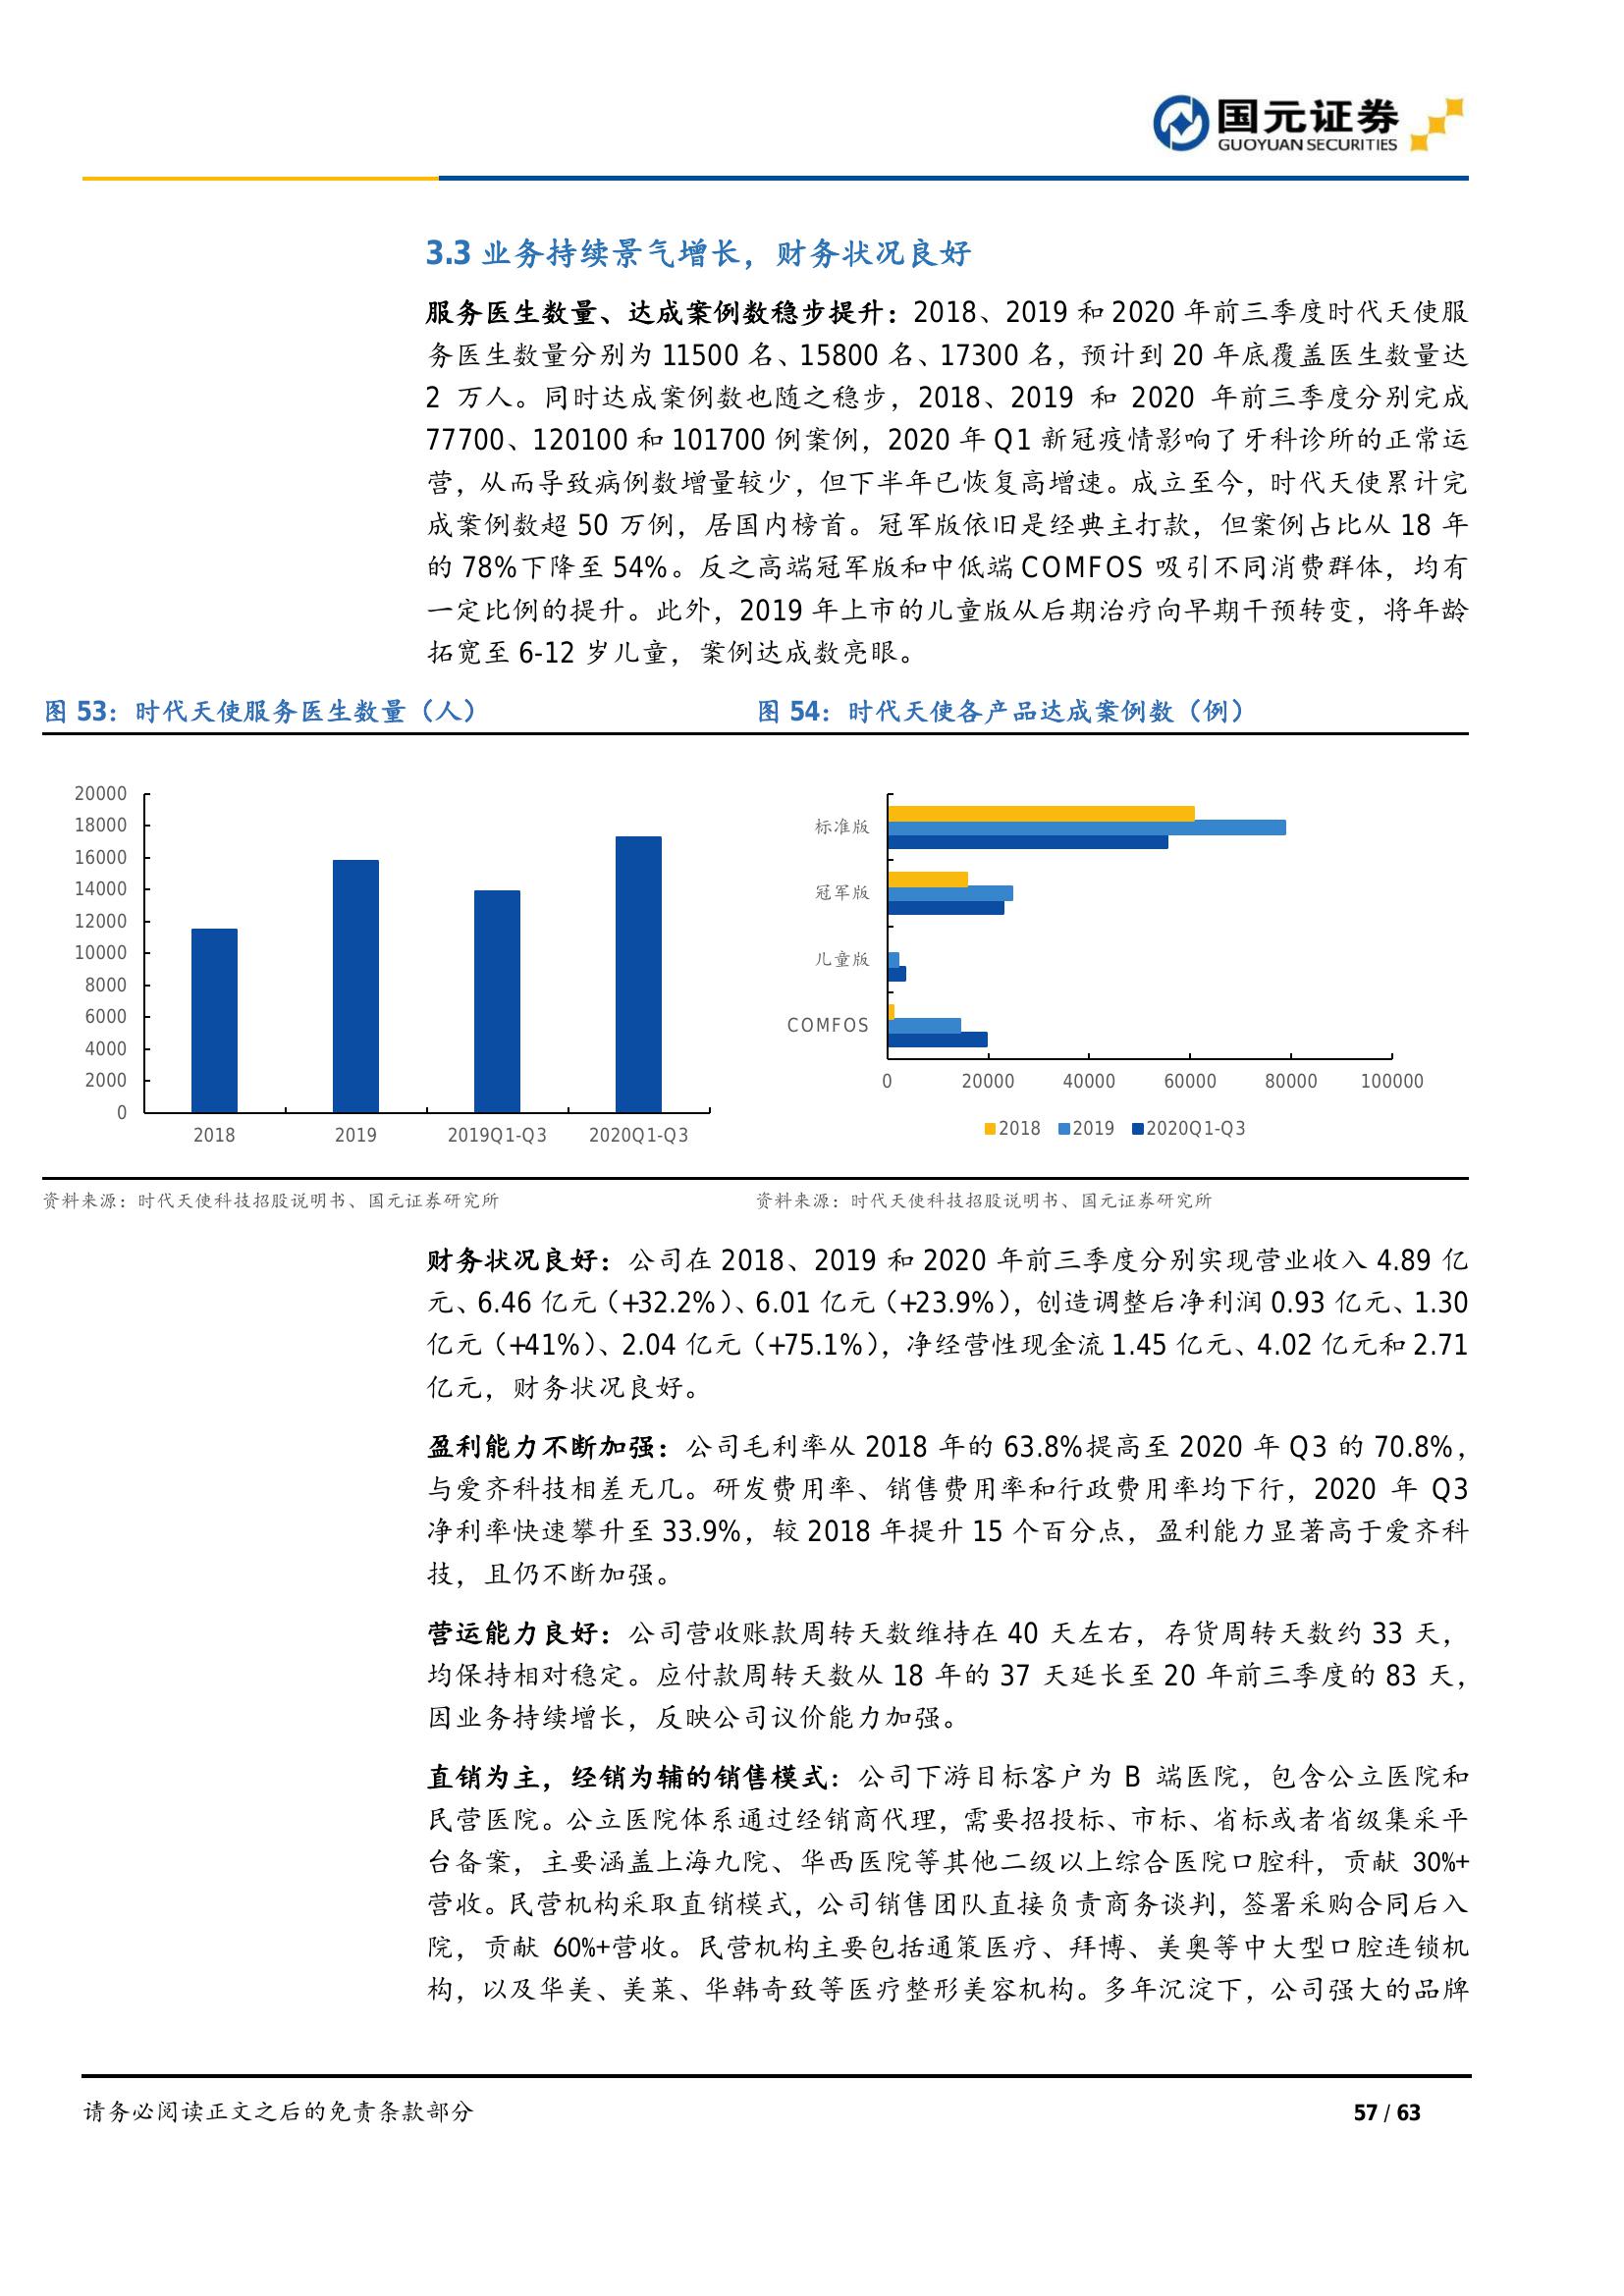 国元证券
GUOYUAN SECURITIES
3.3 业务持续景气增长，财务状况良好
服务医生数量、达成案例数稳步提升：2018、2019 和 2020 年前三季度时代天使服
务医生数量分别为 11500 名、15800 名、17300 名，预计到 20 年底覆盖医生数量达
2 万人。同时达成案例数也随之稳步，2018、2019 和 2020 年前三季度分别完成
77700、120100 和 101700 例案例，2020 年 Q1 新冠疫情影响了牙科诊所的正常运
营，从而导致病例数增量较少，但下半年已恢复高增速。成立至今，时代天使累计完
成案例数超 50 万例，居国内榜首。冠军版依旧是经典主打款，但案例占比从 18 年
的 78%下降至 54%。反之高端冠军版和中低端 COMFOS 吸引不同消费群体，均有
一定比例的提升。此外，2019 年上市的儿童版从后期治疗向早期干预转变，将年龄
拓宽至 6-12 岁儿童，案例达成数亮眼。
图 53：时代天使服务医生数量（人）
20000
18000
16000
14000
12000
10000
8000
6000
4000
2000
0
2018 2019 2019Q1-Q3 2020Q1-Q3
资料来源：时代天使科技招股说明书、国元证券研究所
图 54：时代天使各产品达成案例数（例）
标准版
冠军版
儿童版
COMFOS
0 20000 40000 60000 80000 100000
2018 2019 2020Q1-Q3
资料来源：时代天使科技招股说明书、国元证券研究所
财务状况良好：公司在 2018、2019 和 2020 年前三季度分别实现营业收入 4.89 亿
元、6.46 亿元（+32.2%）、6.01 亿元（+23.9%），创造调整后净利润 0.93 亿元、1.30
亿元（+41%）、2.04 亿元（+75.1%），净经营性现金流 1.45 亿元、4.02 亿元和 2.71
亿元，财务状况良好。
盈利能力不断加强：公司毛利率从 2018 年的 63.8%提高至 2020 年 Q3 的 70.8%，
与爱齐科技相差无几。研发费用率、销售费用率和行政费用率均下行，2020 年 Q3
净利率快速攀升至 33.9%，较 2018 年提升 15 个百分点，盈利能力显著高于爱齐科
技，且仍不断加强。
营运能力良好：公司营收账款周转天数维持在 40 天左右，存货周转天数约 33 天，
均保持相对稳定。应付款周转天数从 18 年的 37 天延长至 20 年前三季度的 83 天，
因业务持续增长，反映公司议价能力加强。
直销为主，经销为辅的销售模式：公司下游目标客户为 B 端医院，包含公立医院和
民营医院。公立医院体系通过经销商代理，需要招投标、市标、省标或者省级集采平
台备案，主要涵盖上海九院、华西医院等其他二级以上综合医院口腔科，贡献 30%+
营收。民营机构采取直销模式，公司销售团队直接负责商务谈判，签署采购合同后入
院，贡献 60%+营收。民营机构主要包括通策医疗、拜博、美奥等中大型口腔连锁机
构，以及华美、美莱、华韩奇致等医疗整形美容机构。多年沉淀下，公司强大的品牌
请务必阅读正文之后的免责条款部分
57 / 63